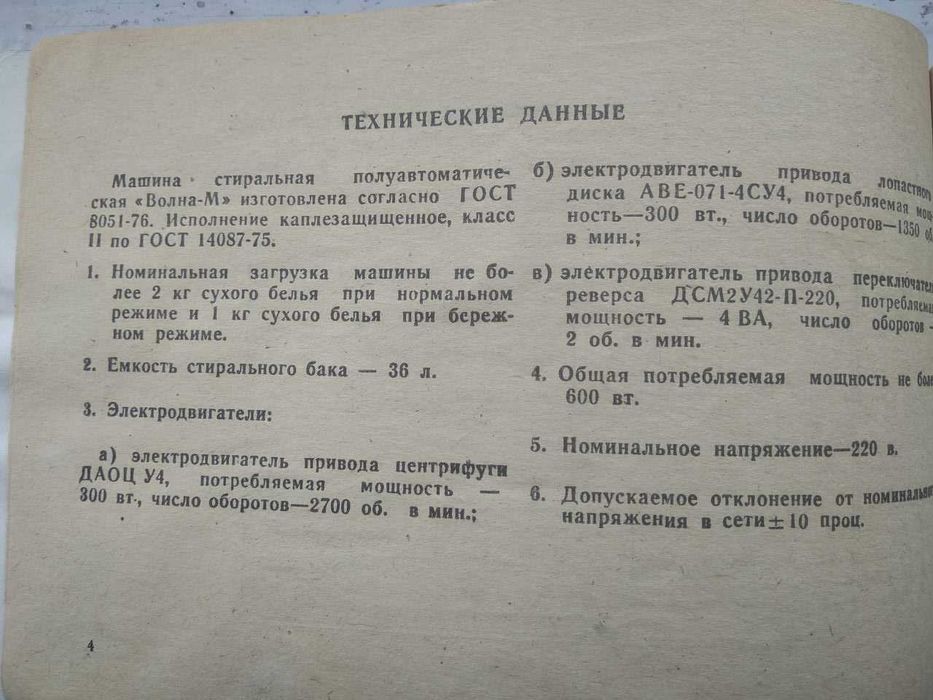 ТЕХНИЧЕСКИЕ ДАННЫЕ
Машина стиральная полуавтоматиче-
ская «Волна-М» изготовлена согласно ГОСТ
8051-76. Исполнение каплезащищенное, класс
II по ГОСТ 14087-75.
1. Номинальная загрузка машины не бо-
лее 2 кг сухого белья при нормальном
режиме и 1 кг сухого белья при береж-
ном режиме.
2. Емкость стирального бака — 36 л.
3. Электродвигатели:
а) электродвигатель привода центрифуги
ДАОЦ У4, потребляемая мощность —
300 вт., число оборотов—2700 об. в мин.;
б) электродвигатель привода лопастного
диска АВЕ-071-4СУ4, потребляемая мощ-
ность—300 вт., число оборотов—1350 об.
в мин.;
в) электродвигатель привода переключател
реверса ДСМ2У42-П-220, потребляема
мощность — 4 ВА, число оборотов -
2 об. в мин.
4. Общая потребляемая мощность не боле
600 вт.
5. Номинальное напряжение—220 в.
6. Допускаемое отклонение от номинальн
напряжения в сети±10 проц.
4